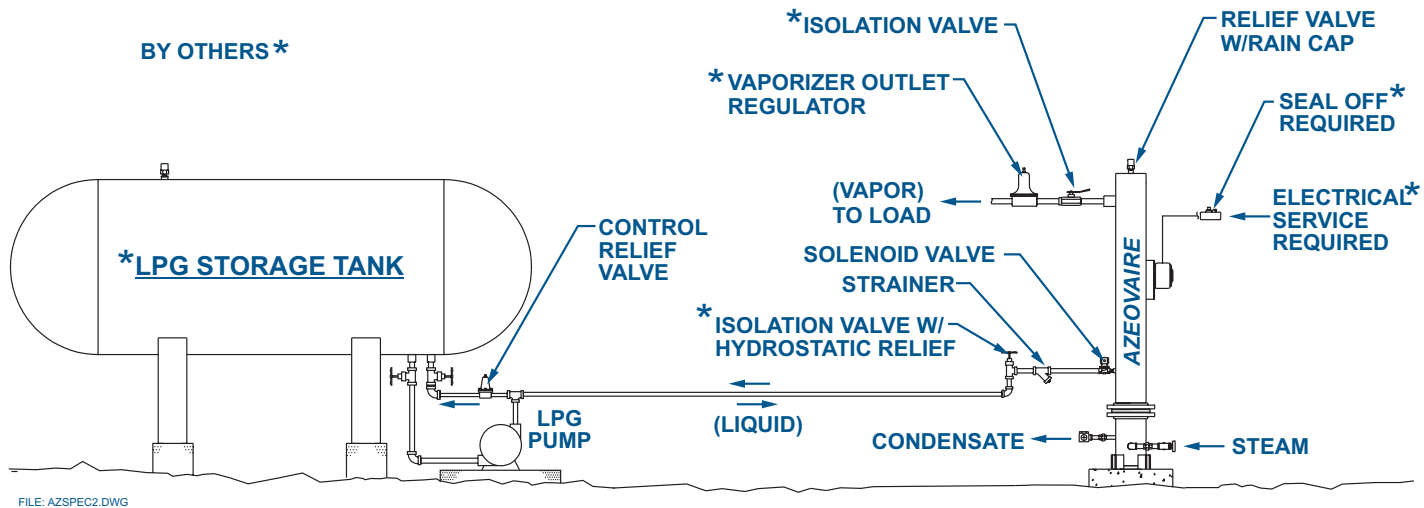 BY OTHERS *
* ISOLATION VALVE
RELIEF VALVE
W/RAIN CAP
* VAPORIZER OUTLET
REGULATOR
SEAL OFF *
REQUIRED
(VAPOR)
TO LOAD
ELECTRICAL *
SERVICE
REQUIRED
CONTROL
RELIEF
VALVE
* LPG STORAGE TANK
SOLENOID VALVE
STRAINER
* ISOLATION VALVE W/
HYDROSTATIC RELIEF
AZEOVAIRE
LPG
PUMP
(LIQUID)
CONDENSATE
STEAM
FILE: AZSPEC2.DWG